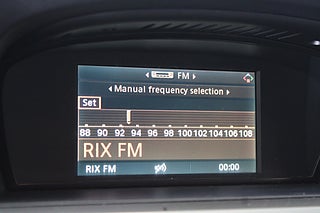 FM
Manual frequency selection
Set
88 90 92 94 96 98 100 102 104 106 108
RIX FM
RIX FM 00:00